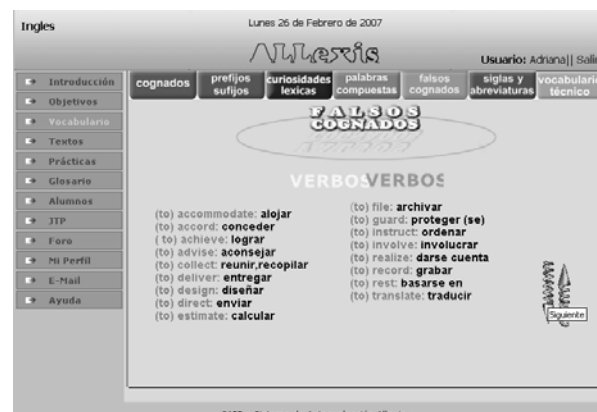 Ingles
Lunes 26 de Febrero de 2007
ALLexis
Usuario: Adriana|| Sali
Introducción
Objetivos
Vocabulario
Textos
Prácticas
Glosario
Alumnos
JTP
Foro
Mi Perfil
E-Mail
Ayuda
cognados
prefijos sufijos
curiosidades lexicas
palabras compuestas
falsos cognados
siglas y abreviaturas
vocabulario técnico
FALSOS
COGNADOS
VERBOS VERBOS
(to) accommodate: alojar
(to) accord: conceder
( to) achieve: lograr
(to) advise: aconsejar
(to) collect: reunir,recopilar
(to) deliver: entregar
(to) design: diseñar
(to) direct: enviar
(to) estimate: calcular
(to) file: archivar
(to) guard: proteger (se)
(to) instruct: ordenar
(to) involve: involucrar
(to) realize: darse cuenta
(to) record: grabar
(to) rest: basarse en
(to) translate: traducir
Siguiente